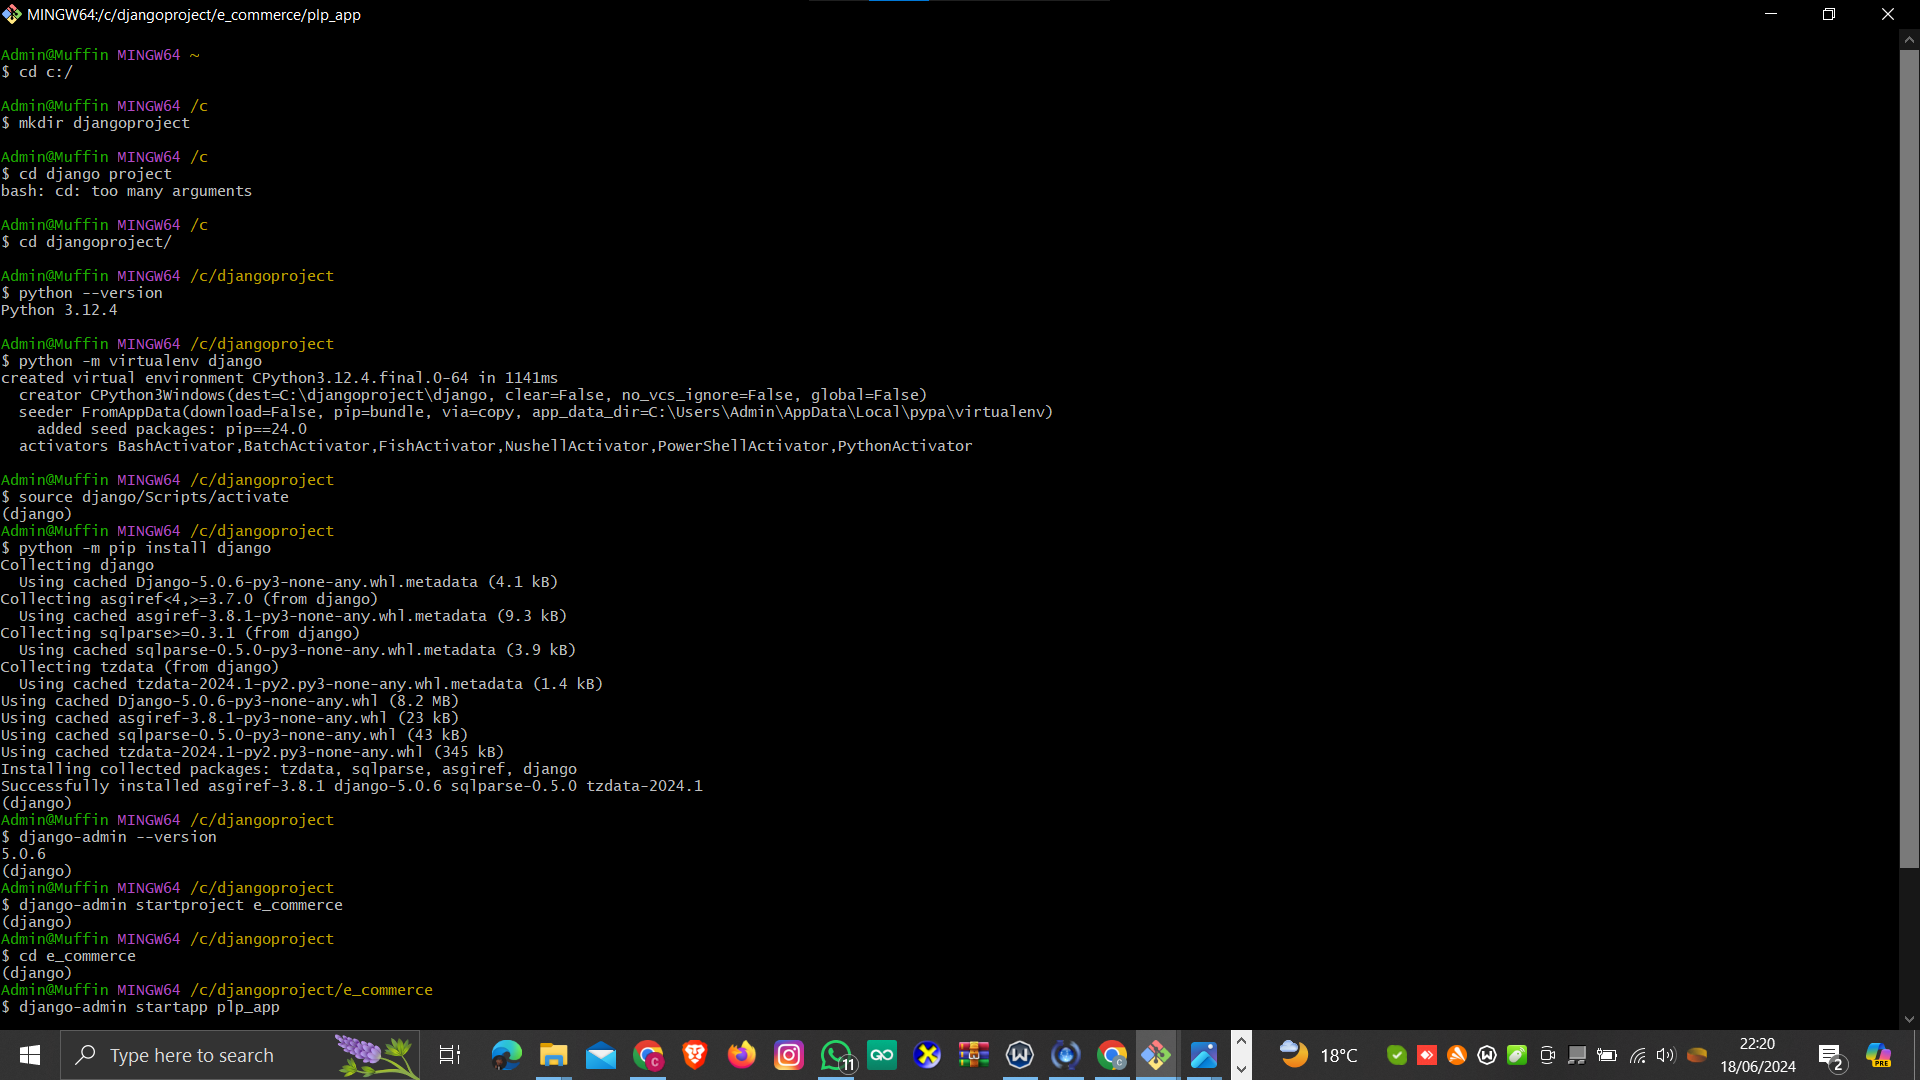 MINGW64:/c/djangoproject/e_commerce/plp_app
Admin@Muffin MINGW64 ~
$ cd c:/
Admin@Muffin MINGW64 /c
$ mkdir djangoproject
Admin@Muffin MINGW64 /c
$ cd django project
bash: cd: too many arguments
Admin@Muffin MINGW64 /c
$ cd djangoproject/
Admin@Muffin MINGW64 /c/djangoproject
$ python --version
Python 3.12.4
Admin@Muffin MINGW64 /c/djangoproject
$ python -m virtualenv django
created virtual environment CPython3.12.4.final.0-64 in 1141ms
  creator CPython3Windows(dest=C:\djangoproject\django, clear=False, no_vcs_ignore=False, global=False)
  seeder FromAppData(download=False, pip=bundle, via=copy, app_data_dir=C:\Users\Admin\AppData\Local\pypa\virtualenv)
    added seed packages: pip==24.0
  activators BashActivator,BatchActivator,FishActivator,NushellActivator,PowerShellActivator,PythonActivator
Admin@Muffin MINGW64 /c/djangoproject
$ source django/Scripts/activate
(django)
Admin@Muffin MINGW64 /c/djangoproject
$ python -m pip install django
Collecting django
  Using cached Django-5.0.6-py3-none-any.whl.metadata (4.1 kB)
Collecting asgiref<4,>=3.7.0 (from django)
  Using cached asgiref-3.8.1-py3-none-any.whl.metadata (9.3 kB)
Collecting sqlparse>=0.3.1 (from django)
  Using cached sqlparse-0.5.0-py3-none-any.whl.metadata (3.9 kB)
Collecting tzdata (from django)
  Using cached tzdata-2024.1-py2.py3-none-any.whl.metadata (1.4 kB)
Using cached Django-5.0.6-py3-none-any.whl (8.2 MB)
Using cached asgiref-3.8.1-py3-none-any.whl (23 kB)
Using cached sqlparse-0.5.0-py3-none-any.whl (43 kB)
Using cached tzdata-2024.1-py2.py3-none-any.whl (345 kB)
Installing collected packages: tzdata, sqlparse, asgiref, django
Successfully installed asgiref-3.8.1 django-5.0.6 sqlparse-0.5.0 tzdata-2024.1
(django)
Admin@Muffin MINGW64 /c/djangoproject
$ django-admin --version
5.0.6
(django)
Admin@Muffin MINGW64 /c/djangoproject
$ django-admin startproject e_commerce
(django)
Admin@Muffin MINGW64 /c/djangoproject
$ cd e_commerce
(django)
Admin@Muffin MINGW64 /c/djangoproject/e_commerce
$ django-admin startapp plp_app
Type here to search
11
18°C
22:20
18/06/2024
2
PRE